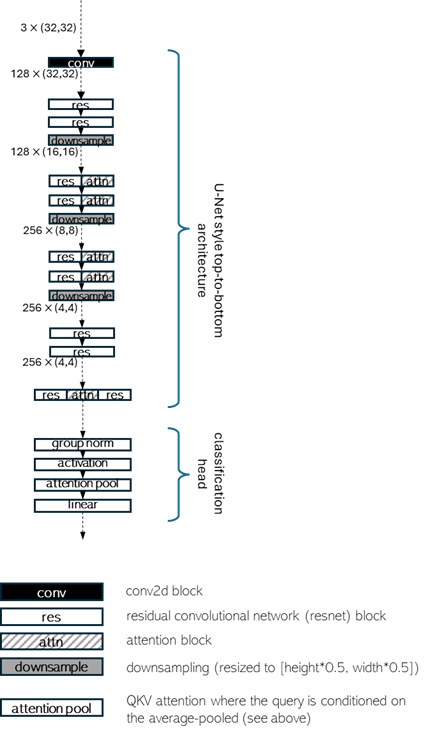 3 × (32,32)
conv
128 × (32,32)
res
res
downsample
128 × (16,16)
res attn
res attn
downsample
256 × (8,8)
res attn
res attn
downsample
256 × (4,4)
res
res
256 × (4,4)
res attn res
U-Net style top-to-bottom
architecture
group norm
activation
attention pool
linear
classification
head
conv conv2d block
res residual convolutional network (resnet) block
attn attention block
downsample downsampling (resized to [height*0.5, width*0.5])
attention pool QKV attention where the query is conditioned on
the average-pooled (see above)